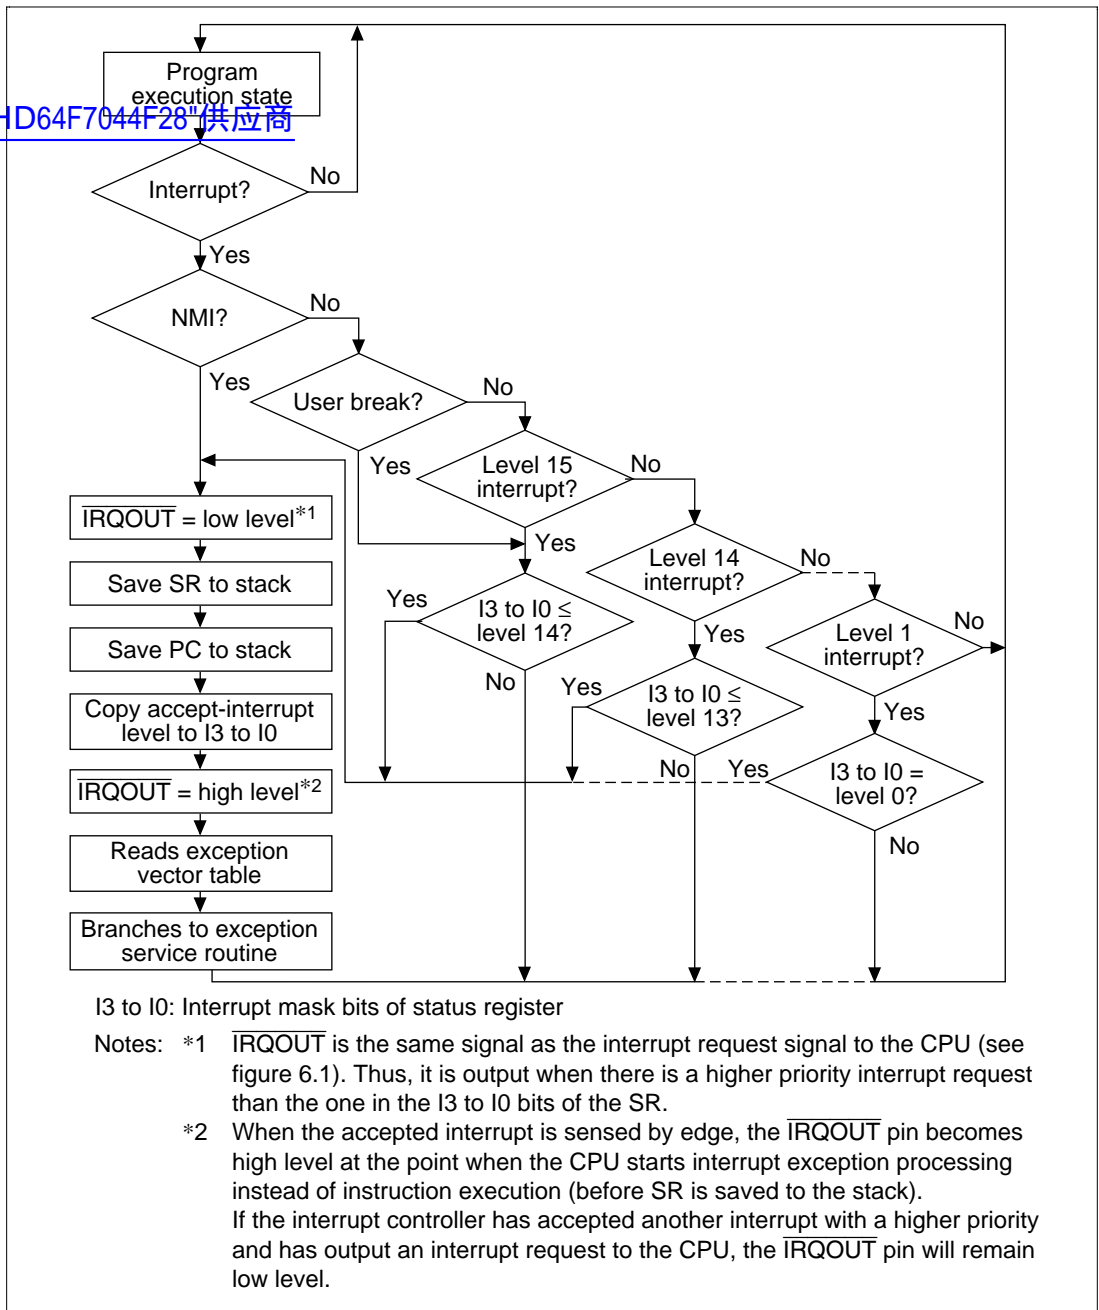 Program
execution state
HD64F7044F28"供应商
Interrupt?
No
Yes
NMI?
No
Yes
User break?
No
Yes
Level 15
interrupt?
No
Yes
Level 14
interrupt?
No
Yes
Level 1
interrupt?
No
Yes
IRQOUT = low level*1
Save SR to stack
Save PC to stack
Copy accept-interrupt
level to I3 to I0
IRQOUT = high level*2
Reads exception
vector table
Branches to exception
service routine
Yes
I3 to I0 ≤
level 14?
No
Yes
I3 to I0 ≤
level 13?
No
Yes
I3 to I0 =
level 0?
No
I3 to I0: Interrupt mask bits of status register
Notes: *1 IRQOUT is the same signal as the interrupt request signal to the CPU (see
figure 6.1). Thus, it is output when there is a higher priority interrupt request
than the one in the I3 to I0 bits of the SR.
*2 When the accepted interrupt is sensed by edge, the IRQOUT pin becomes
high level at the point when the CPU starts interrupt exception processing
instead of instruction execution (before SR is saved to the stack).
If the interrupt controller has accepted another interrupt with a higher priority
and has output an interrupt request to the CPU, the IRQOUT pin will remain
low level.